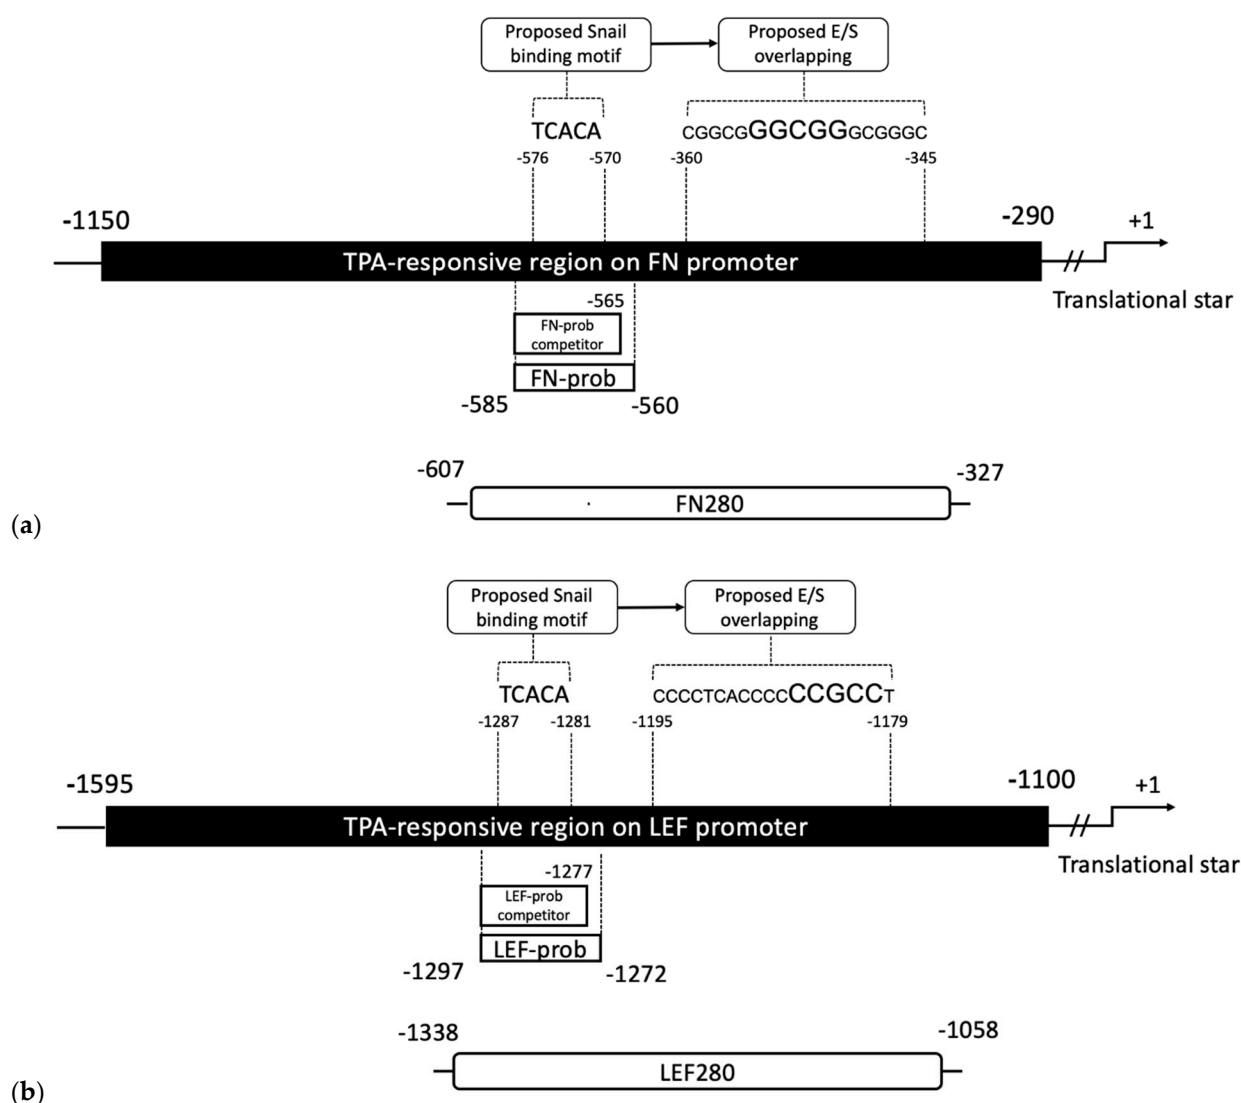 Proposed Snail
binding motif
Proposed E/S
overlapping
TCACA
CGGCGGGCGGGCGGGC
-576
-570
-360
-345
-1150
-290
+1
TPA-responsive region on FN promoter
Translational star
-565
FN-prob
competitor
FN-prob
-585
-560
-607
-327
FN280
(a)
Proposed Snail
binding motif
Proposed E/S
overlapping
TCACA
CCCCTCACCCCCCGCCT
-1287
-1281
-1195
-1179
-1595
-1100
+1
TPA-responsive region on LEF promoter
Translational star
-1277
LEF-prob
competitor
LEF-prob
-1297
-1272
-1338
-1058
LEF280
(b)